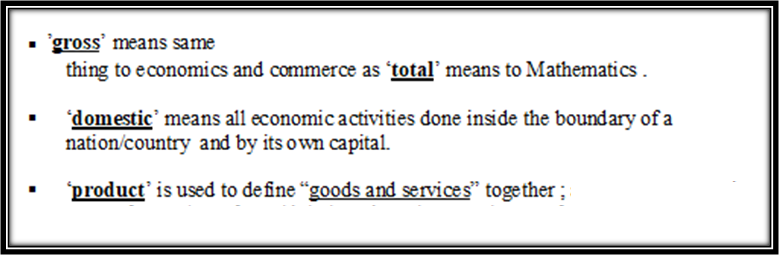 ▪ ’gross’ means same
thing to economics and commerce as ‘total’ means to Mathematics .
▪ ‘domestic’ means all economic activities done inside the boundary of a
nation/country and by its own capital.
▪ ‘product’ is used to define “goods and services” together ;